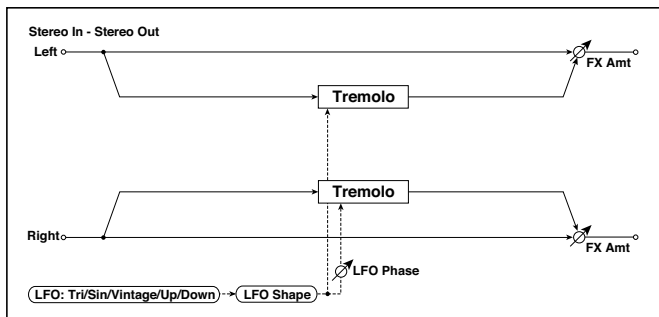 Stereo In - Stereo Out
Left
FX Amt
Tremolo
Tremolo
Right
FX Amt
LFO Phase
LFO: Tri/Sin/Vintage/Up/Down
LFO Shape